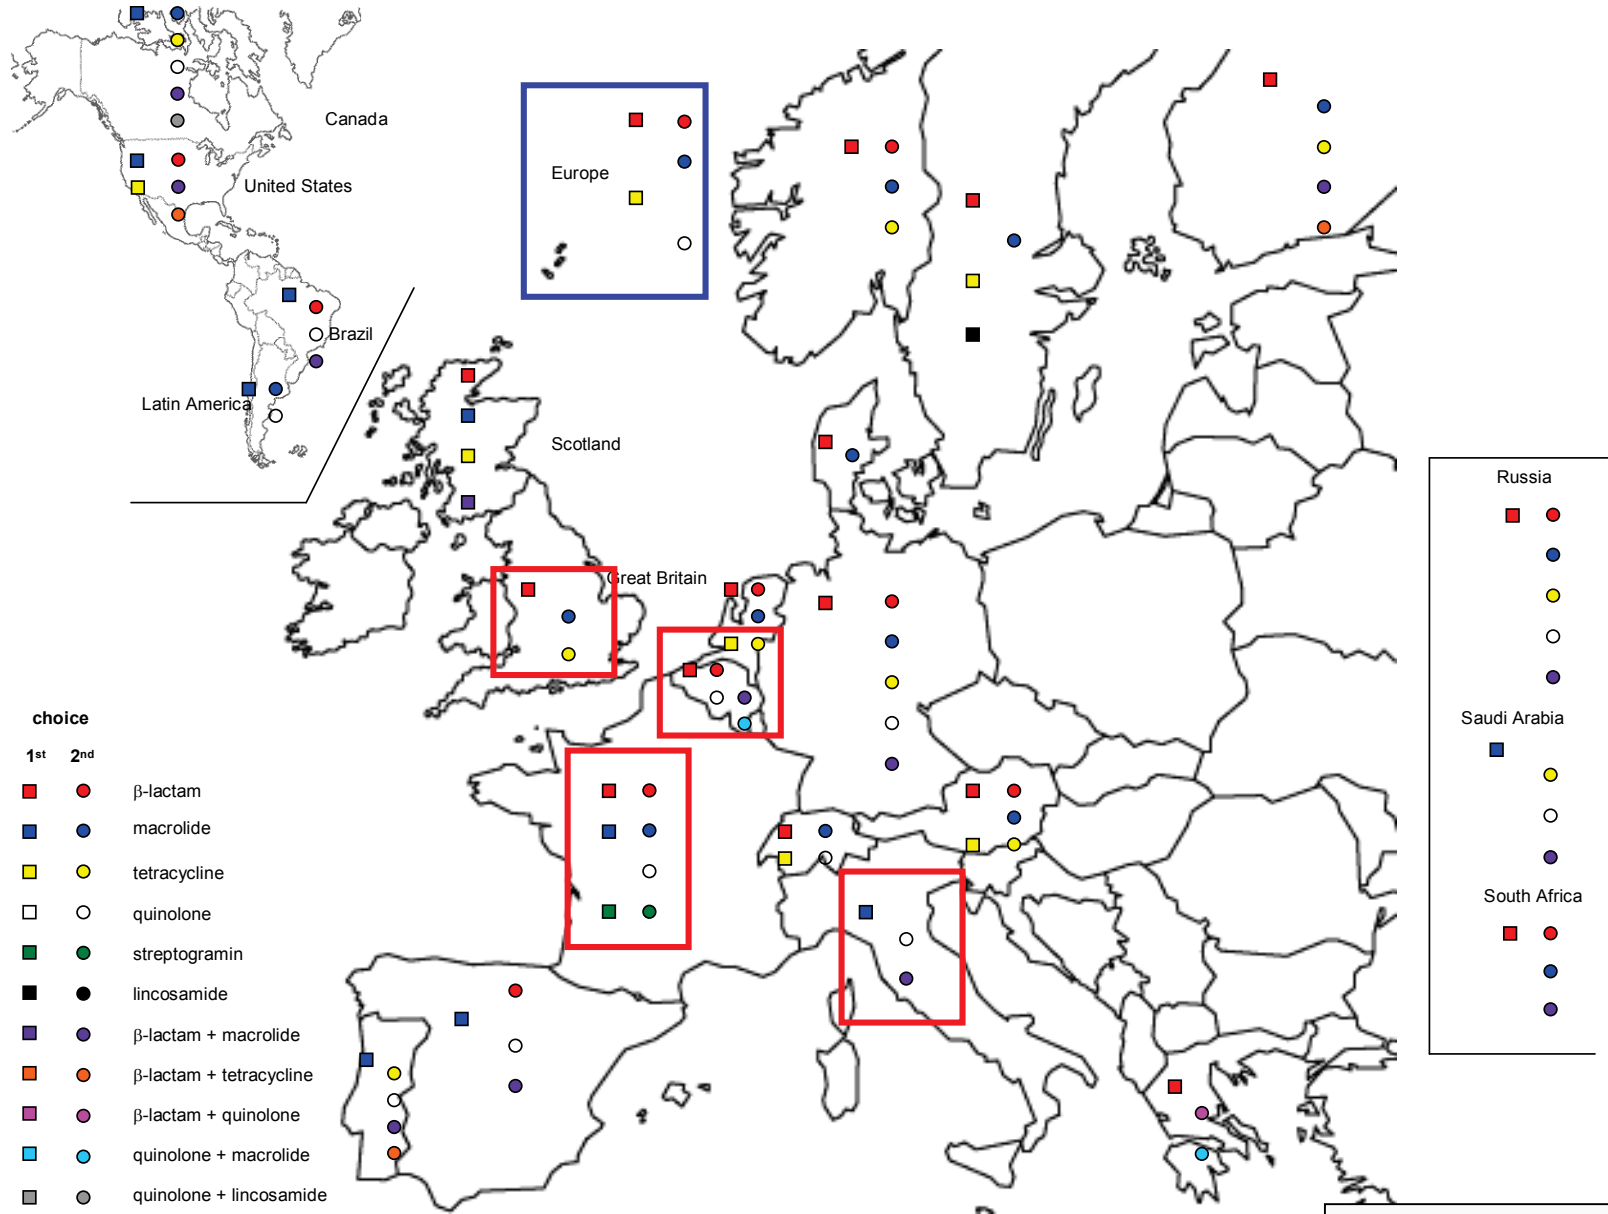 Canada
United States
Brazil
Latin America
Europe
Scotland
Great Britain
Russia
Saudi Arabia
South Africa
choice
1st 2nd
β-lactam
macrolide
tetracycline
quinolone
streptogramin
lincosamide
β-lactam + macrolide
β-lactam + tetracycline
β-lactam + quinolone
quinolone + macrolide
quinolone + lincosamide